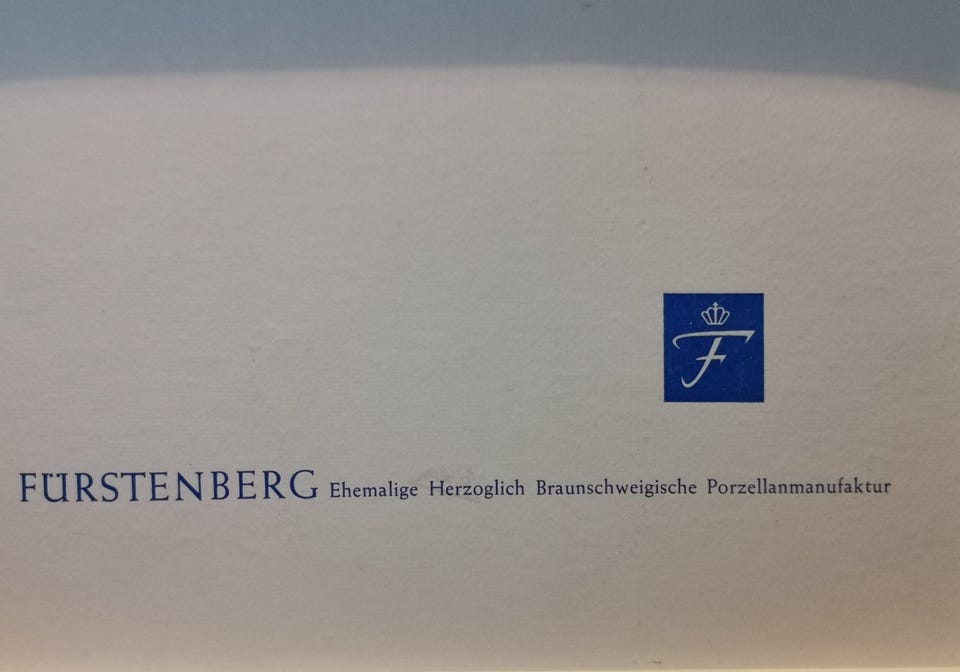 F
FÜRSTENBERG Ehemalige Herzoglich Braunschweigische Porzellanmanufaktur